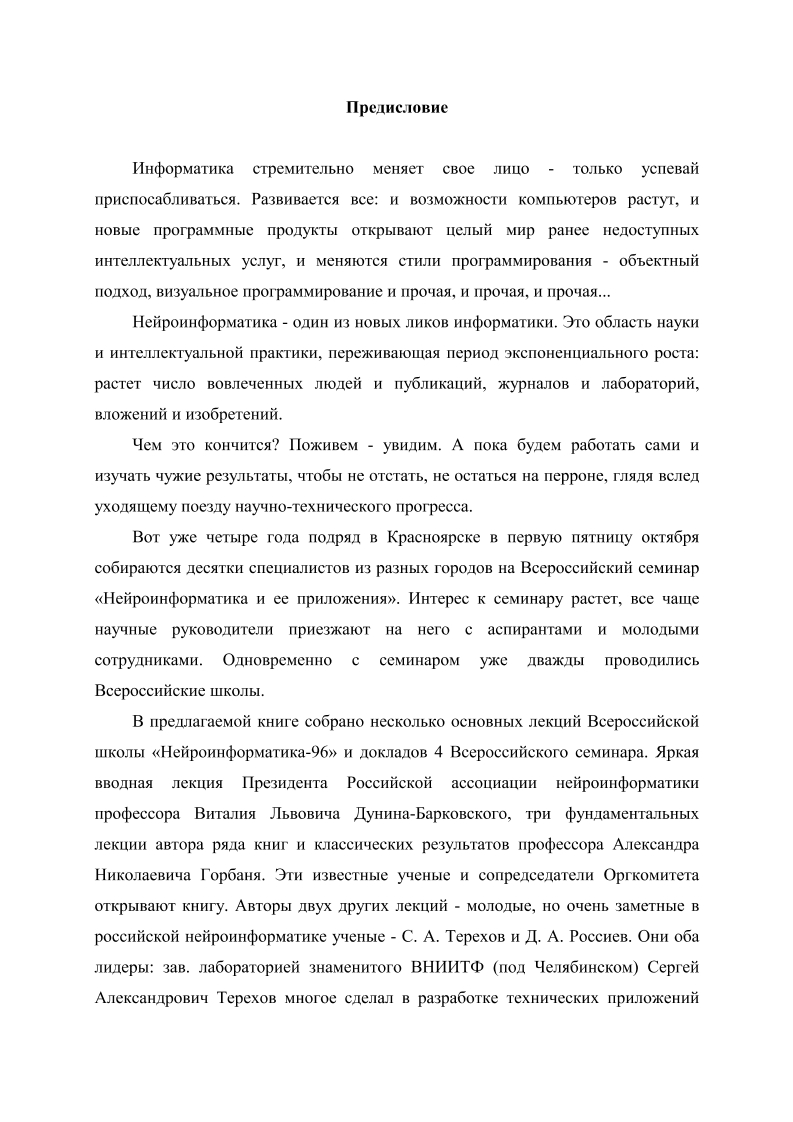 Предисловие
Информатика стремительно меняет свое лицо - только успевай
приспосабливаться. Развивается все: и возможности компьютеров растут, и
новые программные продукты открывают целый мир ранее недоступных
интеллектуальных услуг, и меняются стили программирования - объектный
подход, визуальное программирование и прочая, и прочая, и прочая...
Нейроинформатика - один из новых ликов информатики. Это область науки
и интеллектуальной практики, переживающая период экспоненциального роста:
растет число вовлеченных людей и публикаций, журналов и лабораторий,
вложений и изобретений.
Чем это кончится? Поживем - увидим. А пока будем работать сами и
изучать чужие результаты, чтобы не отстать, не остаться на перроне, глядя вслед
уходящему поезду научно-технического прогресса.
Вот уже четыре года подряд в Красноярске в первую пятницу октября
собираются десятки специалистов из разных городов на Всероссийский семинар
«Нейроинформатика и ее приложения». Интерес к семинару растет, все чаще
научные руководители приезжают на него с аспирантами и молодыми
сотрудниками. Одновременно с семинаром уже дважды проводились
Всероссийские школы.
В предлагаемой книге собрано несколько основных лекций Всероссийской
школы «Нейроинформатика-96» и докладов 4 Всероссийского семинара. Яркая
вводная лекция Президента Российской ассоциации нейроинформатики
профессора Виталия Львовича Дунина-Барковского, три фундаментальных
лекции автора ряда книг и классических результатов профессора Александра
Николаевича Горбаня. Эти известные ученые и сопредседатели Оргкомитета
открывают книгу. Авторы двух других лекций - молодые, но очень заметные в
российской нейроинформатике ученые - С. А. Терехов и Д. А. Россиев. Они оба
лидеры: зав. лабораторией знаменитого ВНИИТФ (под Челябинском) Сергей
Александрович Терехов многое сделал в разработке технических приложений